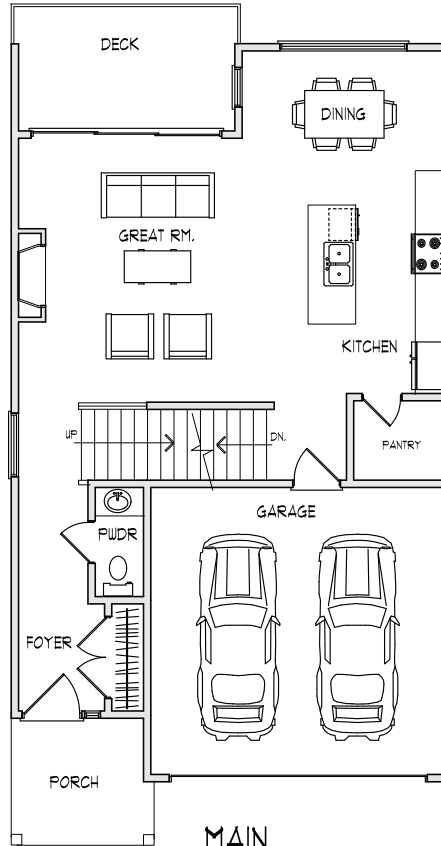 DECK
DINING
GREAT RM.
KITCHEN
UP
DN.
PANTRY
GARAGE
PWDR
FOYER
PORCH
MAIN